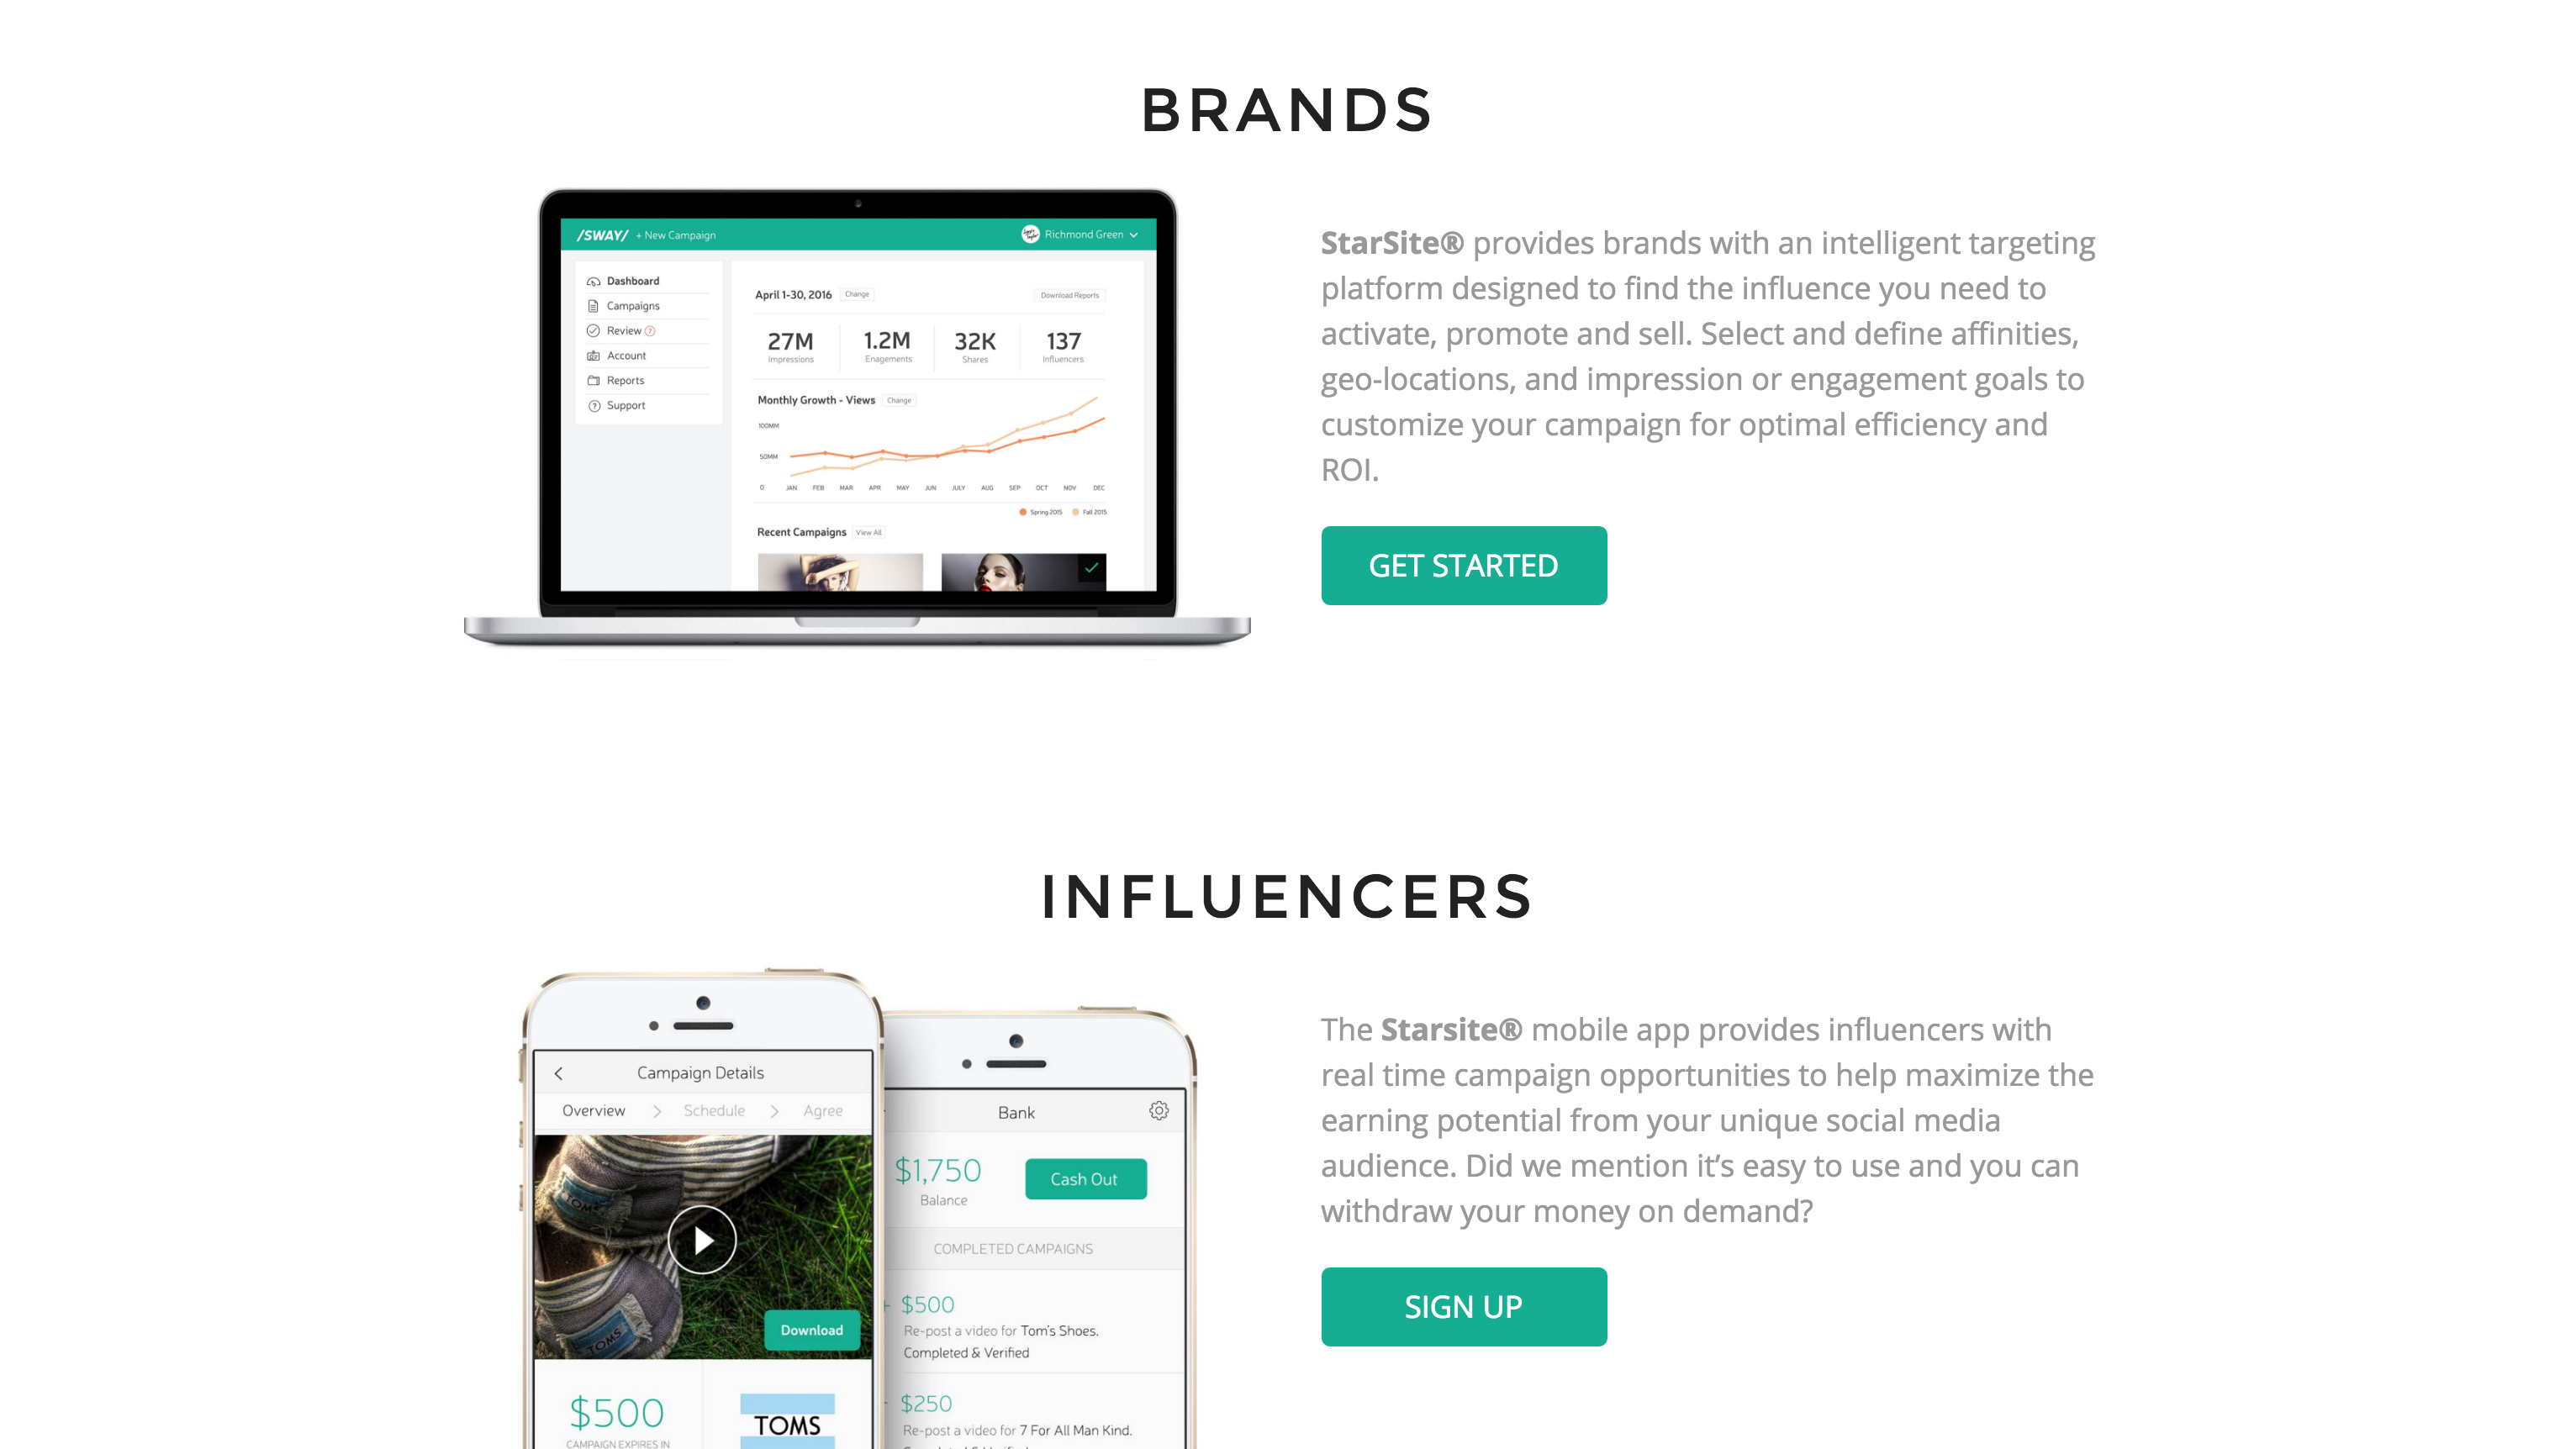 BRANDS
/SWAY/ + New Campaign
Richmond Green
Dashboard
Campaigns
Review ?
Account
Reports
Support
April 1-30, 2016 Change
Download Reports
27M
Impressions
1.2M
Enagements
32K
Shares
137
Influencers
Monthly Growth - Views Change
100MM
50MM
0 JAN FEB MAR APR MAY JUN JULY AUG SEP OCT NOV DEC
Spring 2015 Fall 2015
Recent Campaigns View All
StarSite® provides brands with an intelligent targeting
platform designed to find the influence you need to
activate, promote and sell. Select and define affinities,
geo-locations, and impression or engagement goals to
customize your campaign for optimal efficiency and
ROI.
GET STARTED
INFLUENCERS
Campaign Details
Overview > Schedule > Agree
TOMS
TOMS
Download
$500
CAMPAIGN EXPIRES IN
TOMS
Bank
$1,750
Balance
Cash Out
COMPLETED CAMPAIGNS
+ $500
Re-post a video for Tom's Shoes.
Completed & Verified
$250
Re-post a video for 7 For All Man Kind.
The Starsite® mobile app provides influencers with
real time campaign opportunities to help maximize the
earning potential from your unique social media
audience. Did we mention it’s easy to use and you can
withdraw your money on demand?
SIGN UP